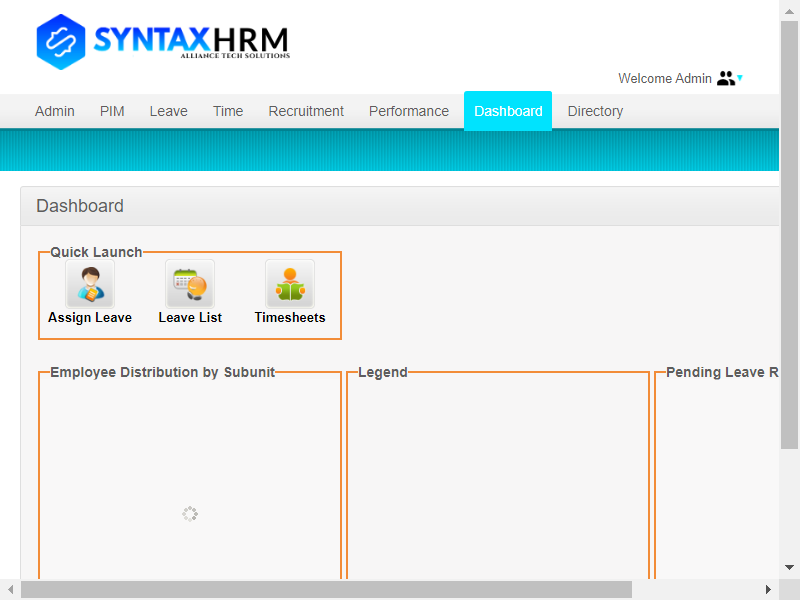 SYNTAXHRM
ALLIANCE TECH SOLUTIONS
Welcome Admin
Admin PIM Leave Time Recruitment Performance Dashboard Directory
Dashboard
Quick Launch
Assign Leave Leave List Timesheets
Employee Distribution by Subunit Legend Pending Leave R